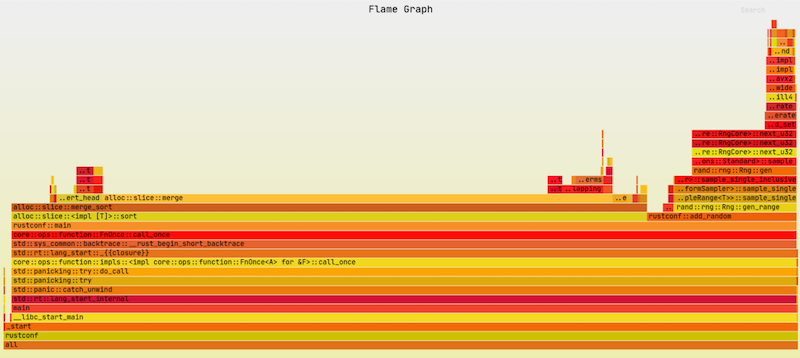 Flame Graph
Search
..nd
..impl
..impl
..avx2
..wide
..ill4
..rate
..erate
..o_set
..re::RngCore>::next_u32
..re::RngCore>::next_u32
..re::RngCore>::next_u32
..ons::Standard>::sample
..t rand::rng::Rng::gen
..t ..t ..erms ..r>::sample_single_inclusive
..t ..lapping ..formSampler>::sample_single
..ert_head alloc::slice::merge ..e ..pleRange<T>>::sample_single
alloc::slice::merge_sort .. rand::rng::Rng::gen_range
alloc::slice::<impl [T]>::sort rustconf::add_random
rustconf::main
core::ops::function::FnOnce::call_once
std::sys_common::backtrace::__rust_begin_short_backtrace
std::rt::lang_start::_{{closure}}
core::ops::function::impls::<impl core::ops::function::FnOnce<A> for &F>::call_once
std::panicking::try::do_call
std::panicking::try
std::panic::catch_unwind
std::rt::lang_start_internal
main
__libc_start_main
_start
rustconf
all